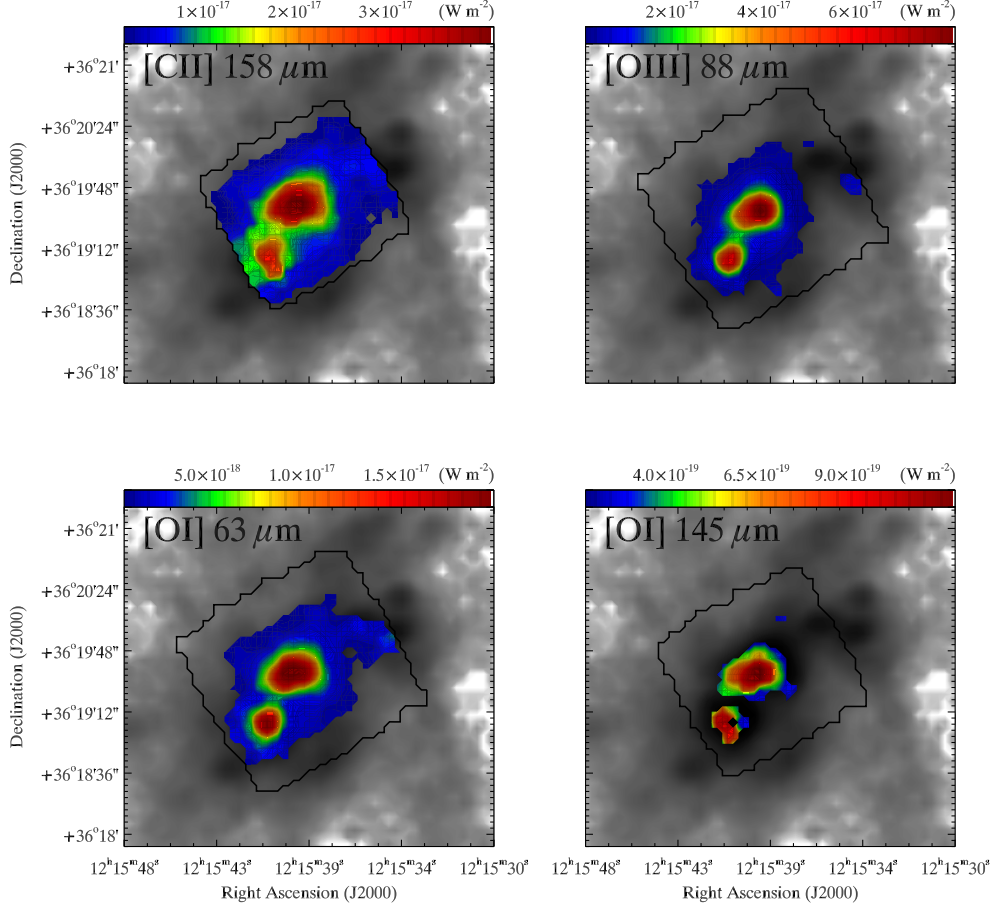 1×10⁻¹⁷ 2×10⁻¹⁷ 3×10⁻¹⁷ (W m⁻²)
2×10⁻¹⁷ 4×10⁻¹⁷ 6×10⁻¹⁷ (W m⁻²)
[CII] 158 μm
[OIII] 88 μm
+36°21'
+36°20'24"
+36°19'48"
+36°19'12"
+36°18'36"
+36°18'
Declination (J2000)
5.0×10⁻¹⁸ 1.0×10⁻¹⁷ 1.5×10⁻¹⁷ (W m⁻²)
4.0×10⁻¹⁹ 6.5×10⁻¹⁹ 9.0×10⁻¹⁹ (W m⁻²)
[OI] 63 μm
[OI] 145 μm
+36°21'
+36°20'24"
+36°19'48"
+36°19'12"
+36°18'36"
+36°18'
Declination (J2000)
12ʰ15ᵐ48ˢ 12ʰ15ᵐ43ˢ 12ʰ15ᵐ39ˢ 12ʰ15ᵐ34ˢ 12ʰ15ᵐ30ˢ
12ʰ15ᵐ48ˢ 12ʰ15ᵐ43ˢ 12ʰ15ᵐ39ˢ 12ʰ15ᵐ34ˢ 12ʰ15ᵐ30ˢ
Right Ascension (J2000)
Right Ascension (J2000)